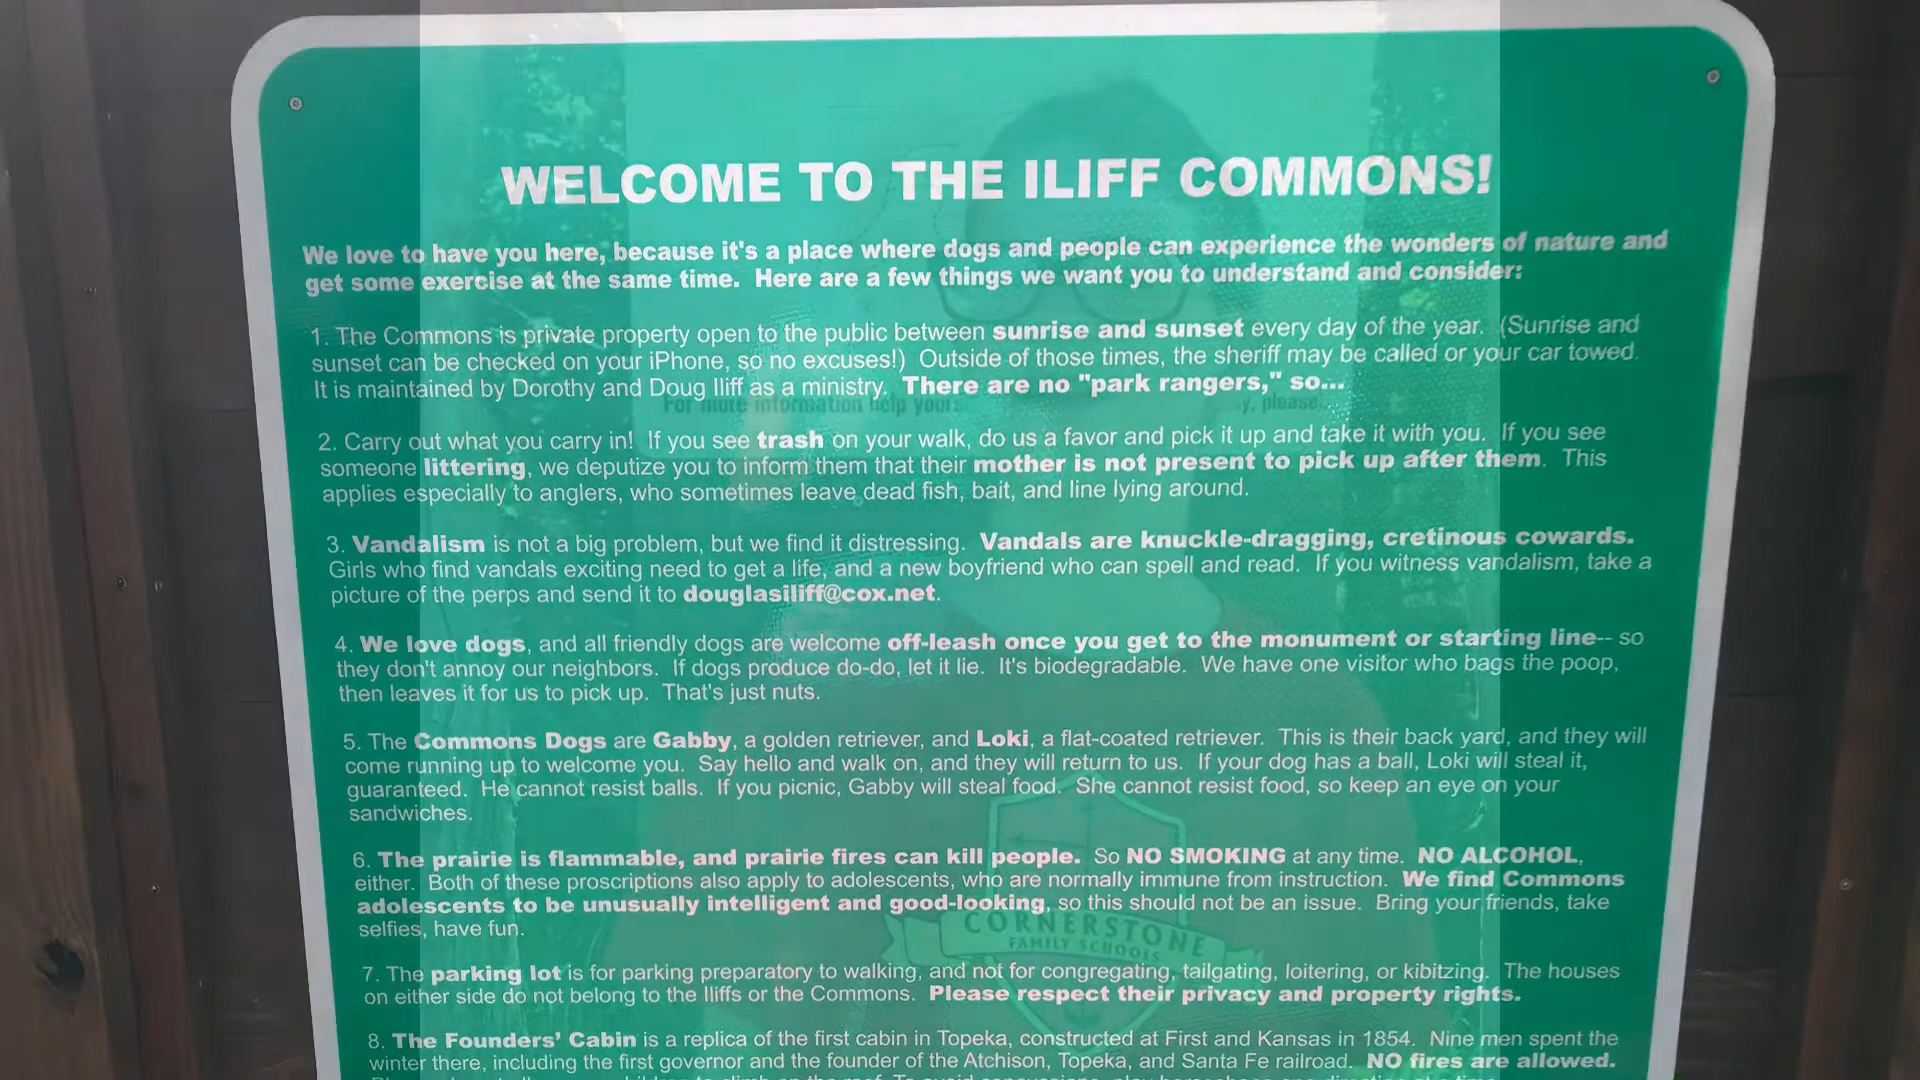 WELCOME TO THE ILIFF COMMONS!
We love to have you here, because it's a place where dogs and people can experience the wonders of nature and
get some exercise at the same time. Here are a few things we want you to understand and consider:
1. The Commons is private property open to the public between sunrise and sunset every day of the year. (Sunrise and
sunset can be checked on your iPhone, so no excuses!) Outside of those times, the sheriff may be called or your car towed.
It is maintained by Dorothy and Doug Iliff as a ministry. There are no "park rangers," so...
For more information help your
y, please
2. Carry out what you carry in! If you see trash on your walk, do us a favor and pick it up and take it with you. If you see
someone littering, we deputize you to inform them that their mother is not present to pick up after them. This
applies especially to anglers, who sometimes leave dead fish, bait, and line lying around.
3. Vandalism is not a big problem, but we find it distressing. Vandals are knuckle-dragging, cretinous cowards.
Girls who find vandals exciting need to get a life, and a new boyfriend who can spell and read. If you witness vandalism, take a
picture of the perps and send it to douglasiliff@cox.net.
4. We love dogs, and all friendly dogs are welcome off-leash once you get to the monument or starting line-- so
they don't annoy our neighbors. If dogs produce do-do, let it lie. It's biodegradable. We have one visitor who bags the poop,
then leaves it for us to pick up. That's just nuts.
5. The Commons Dogs are Gabby, a golden retriever, and Loki, a flat-coated retriever. This is their back yard, and they will
come running up to welcome you. Say hello and walk on, and they will return to us. If your dog has a ball, Loki will steal it,
guaranteed. He cannot resist balls. If you picnic, Gabby will steal food. She cannot resist food, so keep an eye on your
sandwiches.
6. The prairie is flammable, and prairie fires can kill people. So NO SMOKING at any time. NO ALCOHOL,
either. Both of these proscriptions also apply to adolescents, who are normally immune from instruction. We find Commons
adolescents to be unusually intelligent and good-looking, so this should not be an issue. Bring your friends, take
selfies, have fun.
CORNERSTONE
FAMILY SCHOOLS
7. The parking lot is for parking preparatory to walking, and not for congregating, tailgating, loitering, or kibitzing. The houses
on either side do not belong to the Iliffs or the Commons. Please respect their privacy and property rights.
8. The Founders' Cabin is a replica of the first cabin in Topeka, constructed at First and Kansas in 1854. Nine men spent the
winter there, including the first governor and the founder of the Atchison, Topeka, and Santa Fe railroad. NO fires are allowed.